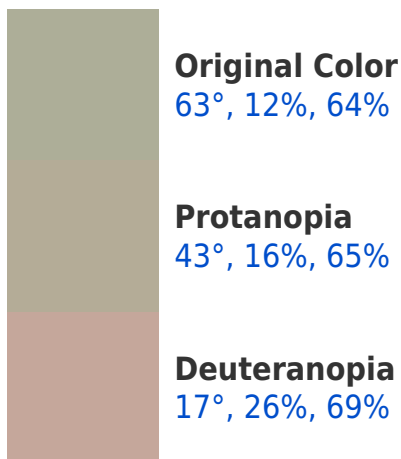 Original Color
63°, 12%, 64%
Protanopia
43°, 16%, 65%
Deuteranopia
17°, 26%, 69%